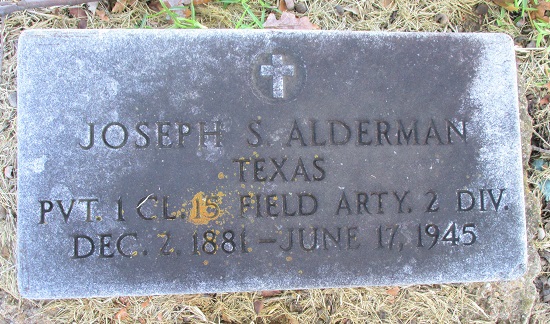 JOSEPH S. ALDERMAN
TEXAS
PVT. 1 CL. 15 FIELD ARTY. 2 DIV.
DEC. 2. 1881 – JUNE 17, 1945